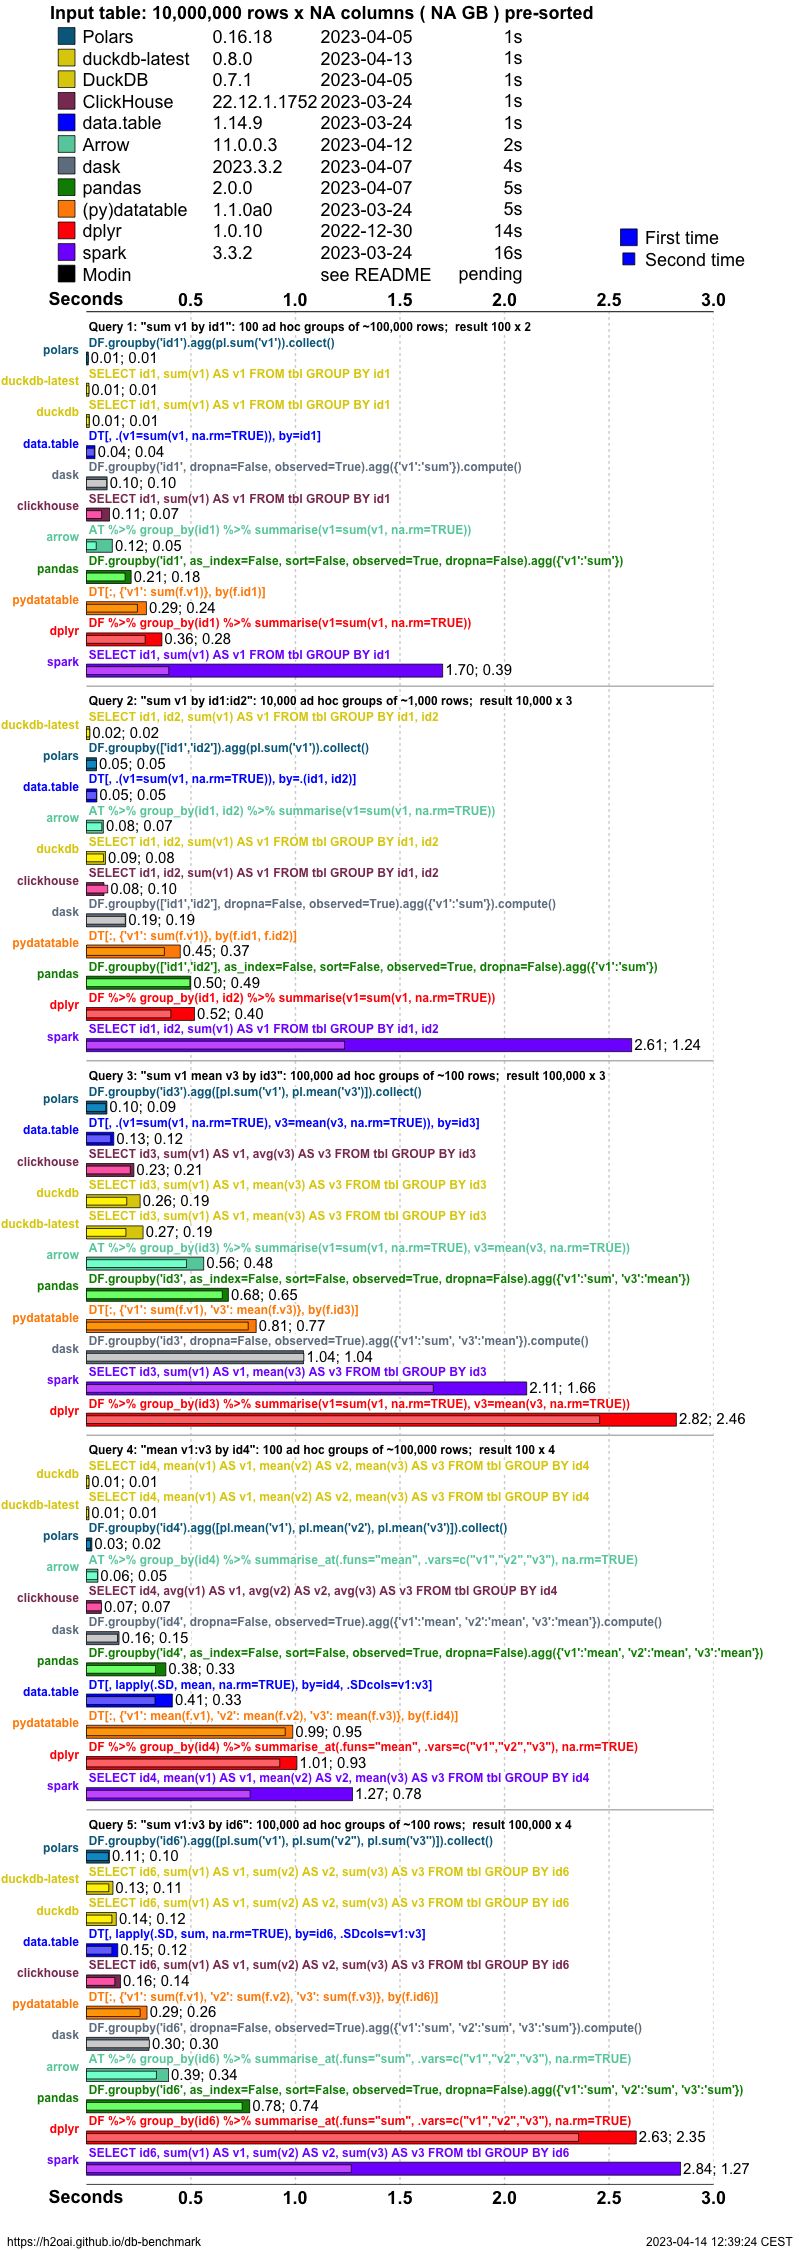 Input table: 10,000,000 rows x NA columns ( NA GB ) pre-sorted
Polars 0.16.18 2023-04-05 1s
duckdb-latest 0.8.0 2023-04-13 1s
DuckDB 0.7.1 2023-04-05 1s
ClickHouse 22.12.1.1752 2023-03-24 1s
data.table 1.14.9 2023-03-24 1s
Arrow 11.0.0.3 2023-04-12 2s
dask 2023.3.2 2023-04-07 4s
pandas 2.0.0 2023-04-07 5s
(py)datatable 1.1.0a0 2023-03-24 5s
dplyr 1.0.10 2022-12-30 14s
spark 3.3.2 2023-03-24 16s
Modin see README pending
First time
Second time
Seconds 0.5 1.0 1.5 2.0 2.5 3.0
Query 1: "sum v1 by id1": 100 ad hoc groups of ~100,000 rows;  result 100 x 2
DF.groupby('id1').agg(pl.sum('v1')).collect()
polars 0.01; 0.01
SELECT id1, sum(v1) AS v1 FROM tbl GROUP BY id1
duckdb-latest 0.01; 0.01
SELECT id1, sum(v1) AS v1 FROM tbl GROUP BY id1
duckdb 0.01; 0.01
DT[, .(v1=sum(v1, na.rm=TRUE)), by=id1]
data.table 0.04; 0.04
DF.groupby('id1', dropna=False, observed=True).agg({'v1':'sum'}).compute()
dask 0.10; 0.10
SELECT id1, sum(v1) AS v1 FROM tbl GROUP BY id1
clickhouse 0.11; 0.07
AT %>% group_by(id1) %>% summarise(v1=sum(v1, na.rm=TRUE))
arrow 0.12; 0.05
DF.groupby('id1', as_index=False, sort=False, observed=True, dropna=False).agg({'v1':'sum'})
pandas 0.21; 0.18
DT[:, {'v1': sum(f.v1)}, by(f.id1)]
pydatatable 0.29; 0.24
DF %>% group_by(id1) %>% summarise(v1=sum(v1, na.rm=TRUE))
dplyr 0.36; 0.28
SELECT id1, sum(v1) AS v1 FROM tbl GROUP BY id1
spark 1.70; 0.39
Query 2: "sum v1 by id1:id2": 10,000 ad hoc groups of ~1,000 rows;  result 10,000 x 3
SELECT id1, id2, sum(v1) AS v1 FROM tbl GROUP BY id1, id2
duckdb-latest 0.02; 0.02
DF.groupby(['id1','id2']).agg(pl.sum('v1')).collect()
polars 0.05; 0.05
DT[, .(v1=sum(v1, na.rm=TRUE)), by=.(id1, id2)]
data.table 0.05; 0.05
AT %>% group_by(id1, id2) %>% summarise(v1=sum(v1, na.rm=TRUE))
arrow 0.08; 0.07
SELECT id1, id2, sum(v1) AS v1 FROM tbl GROUP BY id1, id2
duckdb 0.09; 0.08
SELECT id1, id2, sum(v1) AS v1 FROM tbl GROUP BY id1, id2
clickhouse 0.08; 0.10
DF.groupby(['id1','id2'], dropna=False, observed=True).agg({'v1':'sum'}).compute()
dask 0.19; 0.19
DT[:, {'v1': sum(f.v1)}, by(f.id1, f.id2)]
pydatatable 0.45; 0.37
DF.groupby(['id1','id2'], as_index=False, sort=False, observed=True, dropna=False).agg({'v1':'sum'})
pandas 0.50; 0.49
DF %>% group_by(id1, id2) %>% summarise(v1=sum(v1, na.rm=TRUE))
dplyr 0.52; 0.40
SELECT id1, id2, sum(v1) AS v1 FROM tbl GROUP BY id1, id2
spark 2.61; 1.24
Query 3: "sum v1 mean v3 by id3": 100,000 ad hoc groups of ~100 rows;  result 100,000 x 3
DF.groupby('id3').agg([pl.sum('v1'), pl.mean('v3')]).collect()
polars 0.10; 0.09
DT[, .(v1=sum(v1, na.rm=TRUE), v3=mean(v3, na.rm=TRUE)), by=id3]
data.table 0.13; 0.12
SELECT id3, sum(v1) AS v1, avg(v3) AS v3 FROM tbl GROUP BY id3
clickhouse 0.23; 0.21
SELECT id3, sum(v1) AS v1, mean(v3) AS v3 FROM tbl GROUP BY id3
duckdb 0.26; 0.19
SELECT id3, sum(v1) AS v1, mean(v3) AS v3 FROM tbl GROUP BY id3
duckdb-latest 0.27; 0.19
AT %>% group_by(id3) %>% summarise(v1=sum(v1, na.rm=TRUE), v3=mean(v3, na.rm=TRUE))
arrow 0.56; 0.48
DF.groupby('id3', as_index=False, sort=False, observed=True, dropna=False).agg({'v1':'sum', 'v3':'mean'})
pandas 0.68; 0.65
DT[:, {'v1': sum(f.v1), 'v3': mean(f.v3)}, by(f.id3)]
pydatatable 0.81; 0.77
DF.groupby('id3', dropna=False, observed=True).agg({'v1':'sum', 'v3':'mean'}).compute()
dask 1.04; 1.04
SELECT id3, sum(v1) AS v1, mean(v3) AS v3 FROM tbl GROUP BY id3
spark 2.11; 1.66
DF %>% group_by(id3) %>% summarise(v1=sum(v1, na.rm=TRUE), v3=mean(v3, na.rm=TRUE))
dplyr 2.82; 2.46
Query 4: "mean v1:v3 by id4": 100 ad hoc groups of ~100,000 rows;  result 100 x 4
SELECT id4, mean(v1) AS v1, mean(v2) AS v2, mean(v3) AS v3 FROM tbl GROUP BY id4
duckdb 0.01; 0.01
SELECT id4, mean(v1) AS v1, mean(v2) AS v2, mean(v3) AS v3 FROM tbl GROUP BY id4
duckdb-latest 0.01; 0.01
DF.groupby('id4').agg([pl.mean('v1'), pl.mean('v2'), pl.mean('v3')]).collect()
polars 0.03; 0.02
AT %>% group_by(id4) %>% summarise_at(.funs="mean", .vars=c("v1","v2","v3"), na.rm=TRUE)
arrow 0.06; 0.05
SELECT id4, avg(v1) AS v1, avg(v2) AS v2, avg(v3) AS v3 FROM tbl GROUP BY id4
clickhouse 0.07; 0.07
DF.groupby('id4', dropna=False, observed=True).agg({'v1':'mean', 'v2':'mean', 'v3':'mean'}).compute()
dask 0.16; 0.15
DF.groupby('id4', as_index=False, sort=False, observed=True, dropna=False).agg({'v1':'mean', 'v2':'mean', 'v3':'mean'})
pandas 0.38; 0.33
DT[, lapply(.SD, mean, na.rm=TRUE), by=id4, .SDcols=v1:v3]
data.table 0.41; 0.33
DT[:, {'v1': mean(f.v1), 'v2': mean(f.v2), 'v3': mean(f.v3)}, by(f.id4)]
pydatatable 0.99; 0.95
DF %>% group_by(id4) %>% summarise_at(.funs="mean", .vars=c("v1","v2","v3"), na.rm=TRUE)
dplyr 1.01; 0.93
SELECT id4, mean(v1) AS v1, mean(v2) AS v2, mean(v3) AS v3 FROM tbl GROUP BY id4
spark 1.27; 0.78
Query 5: "sum v1:v3 by id6": 100,000 ad hoc groups of ~100 rows;  result 100,000 x 4
DF.groupby('id6').agg([pl.sum('v1'), pl.sum('v2"), pl.sum('v3")]).collect()
polars 0.11; 0.10
SELECT id6, sum(v1) AS v1, sum(v2) AS v2, sum(v3) AS v3 FROM tbl GROUP BY id6
duckdb-latest 0.13; 0.11
SELECT id6, sum(v1) AS v1, sum(v2) AS v2, sum(v3) AS v3 FROM tbl GROUP BY id6
duckdb 0.14; 0.12
DT[, lapply(.SD, sum, na.rm=TRUE), by=id6, .SDcols=v1:v3]
data.table 0.15; 0.12
SELECT id6, sum(v1) AS v1, sum(v2) AS v2, sum(v3) AS v3 FROM tbl GROUP BY id6
clickhouse 0.16; 0.14
DT[:, {'v1': sum(f.v1), 'v2': sum(f.v2), 'v3': sum(f.v3)}, by(f.id6)]
pydatatable 0.29; 0.26
DF.groupby('id6', dropna=False, observed=True).agg({'v1':'sum', 'v2':'sum', 'v3':'sum'}).compute()
dask 0.30; 0.30
AT %>% group_by(id6) %>% summarise_at(.funs="sum", .vars=c("v1","v2","v3"), na.rm=TRUE)
arrow 0.39; 0.34
DF.groupby('id6', as_index=False, sort=False, observed=True, dropna=False).agg({'v1':'sum', 'v2':'sum', 'v3':'sum'})
pandas 0.78; 0.74
DF %>% group_by(id6) %>% summarise_at(.funs="sum", .vars=c("v1","v2","v3"), na.rm=TRUE)
dplyr 2.63; 2.35
SELECT id6, sum(v1) AS v1, sum(v2) AS v2, sum(v3) AS v3 FROM tbl GROUP BY id6
spark 2.84; 1.27
Seconds 0.5 1.0 1.5 2.0 2.5 3.0
https://h2oai.github.io/db-benchmark 2023-04-14 12:39:24 CEST